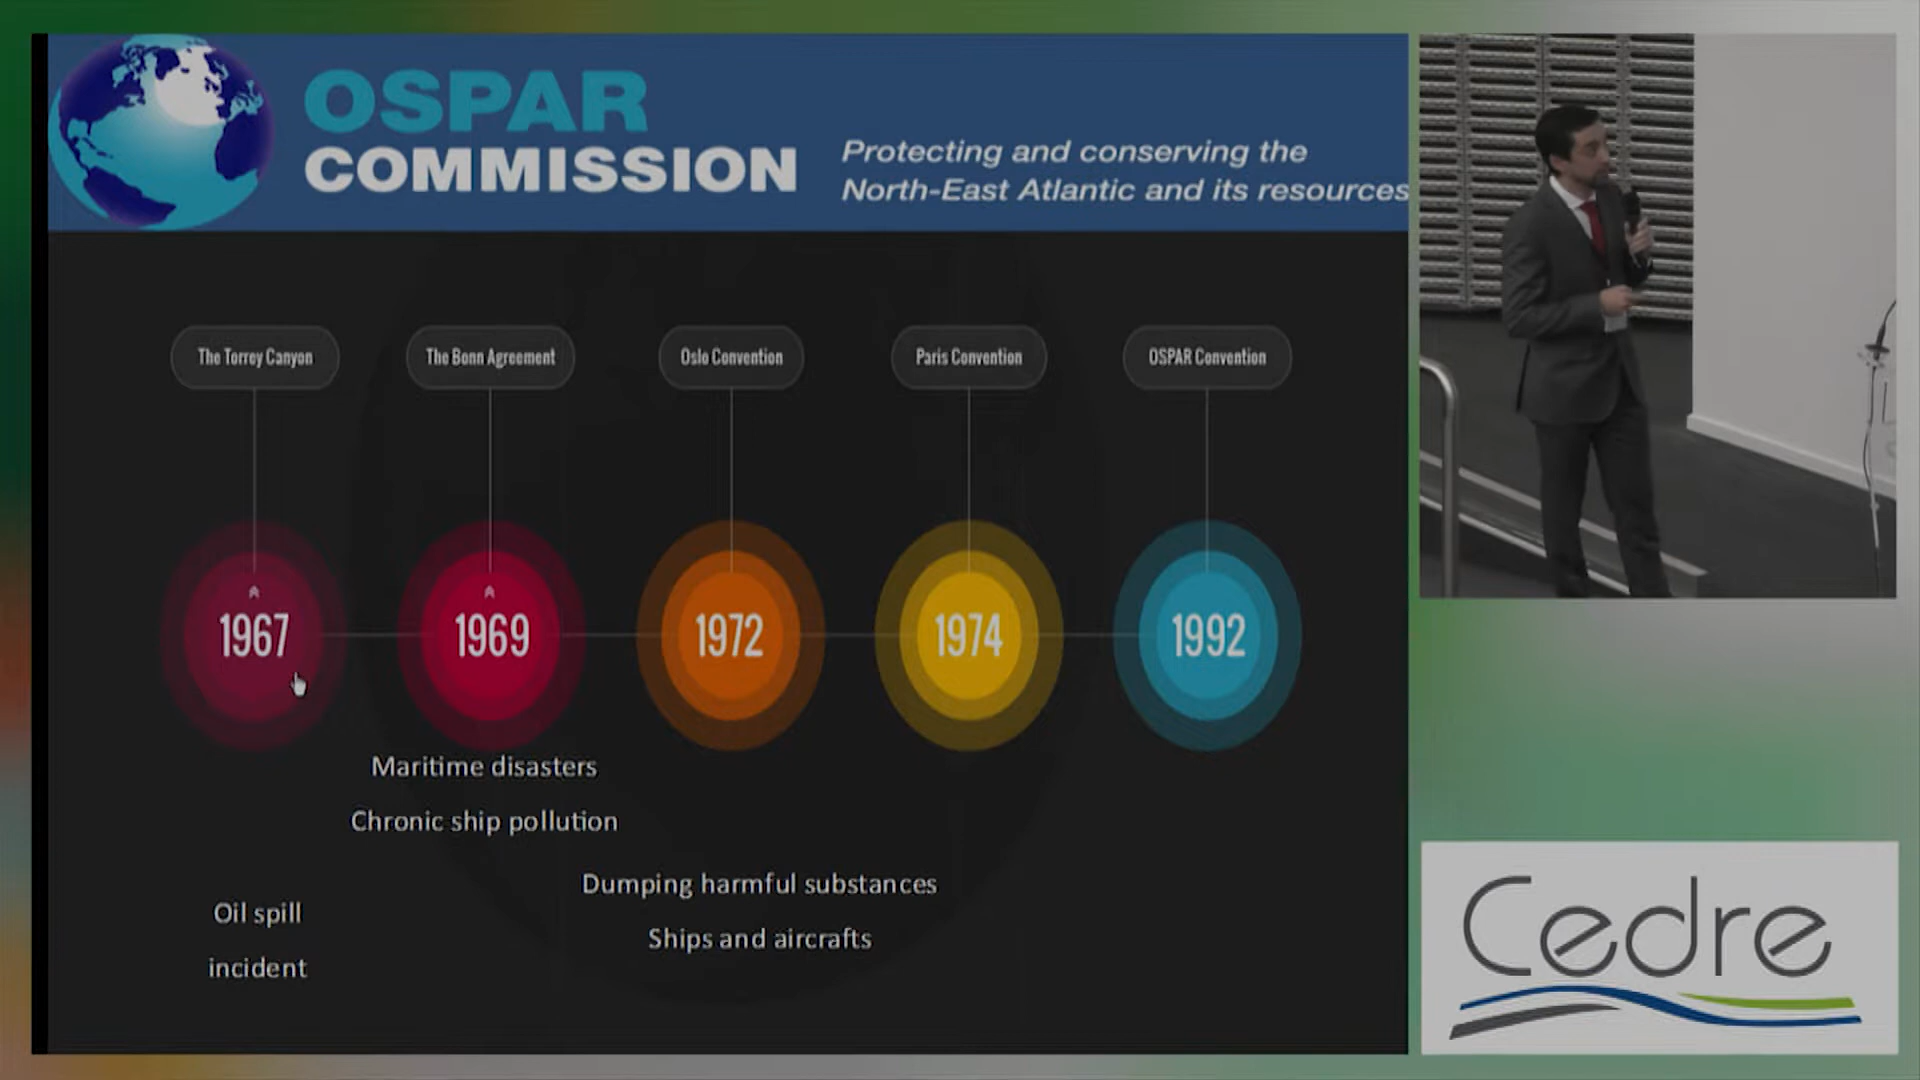 OSPAR
COMMISSION
Protecting and conserving the
North-East Atlantic and its resources
The Torrey Canyon
The Bonn Agreement
Oslo Convention
Paris Convention
OSPAR Convention
1967
1969
1972
1974
1992
Maritime disasters
Chronic ship pollution
Dumping harmful substances
Ships and aircrafts
Oil spill
incident
Cedre